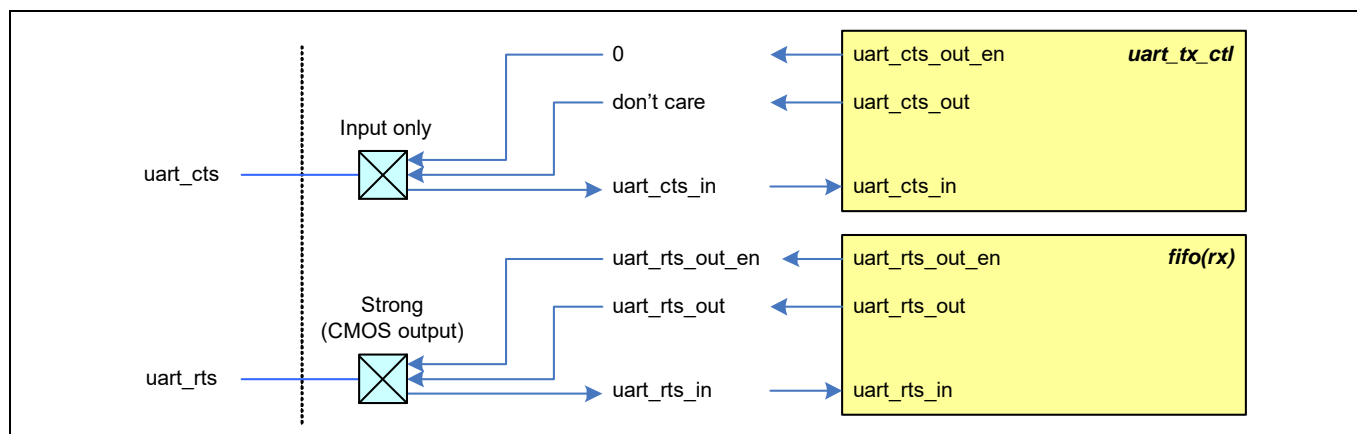 0
uart_cts_out_en
uart_tx_ctl
don't care
uart_cts_out
Input only
uart_cts
uart_cts_in
uart_cts_in
uart_rts_out_en
uart_rts_out_en
fifo(rx)
Strong
(CMOS output)
uart_rts_out
uart_rts_out
uart_rts
uart_rts_in
uart_rts_in